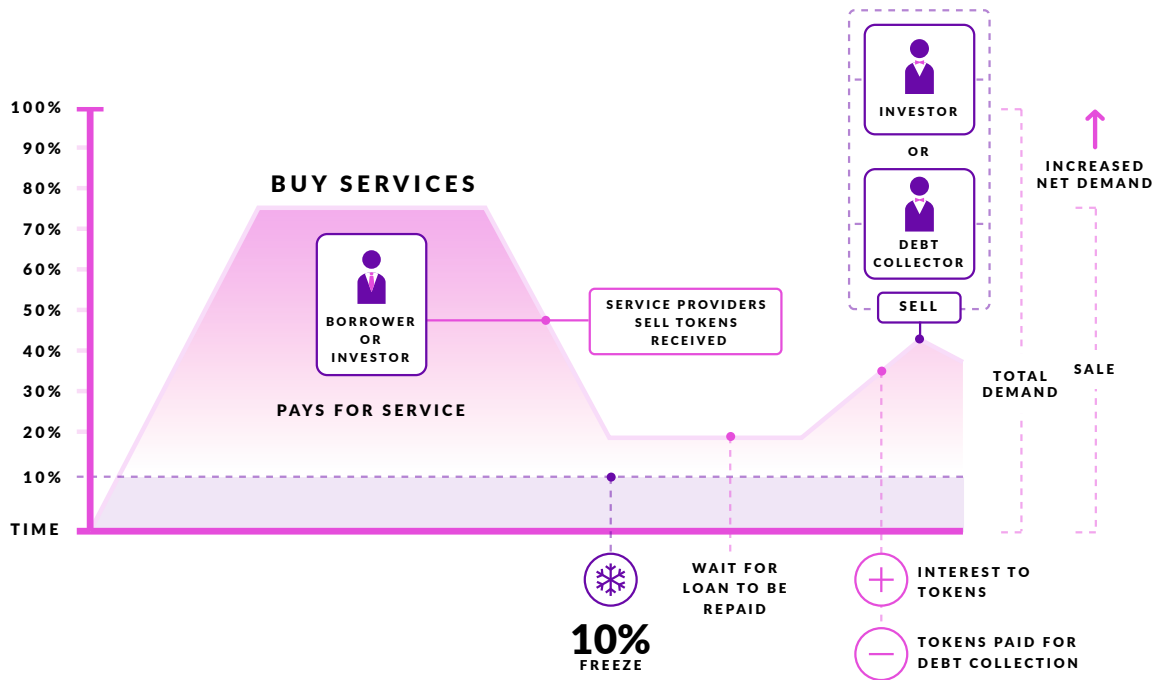 100%
90%
80%
70%
60%
50%
40%
30%
20%
10%
TIME
BUY SERVICES
BORROWER
OR
INVESTOR
PAYS FOR SERVICE
SERVICE PROVIDERS
SELL TOKENS
RECEIVED
INVESTOR
OR
DEBT
COLLECTOR
SELL
INCREASED
NET DEMAND
TOTAL
DEMAND
SALE
10%
FREEZE
WAIT FOR
LOAN TO BE
REPAID
INTEREST TO
TOKENS
TOKENS PAID FOR
DEBT COLLECTION